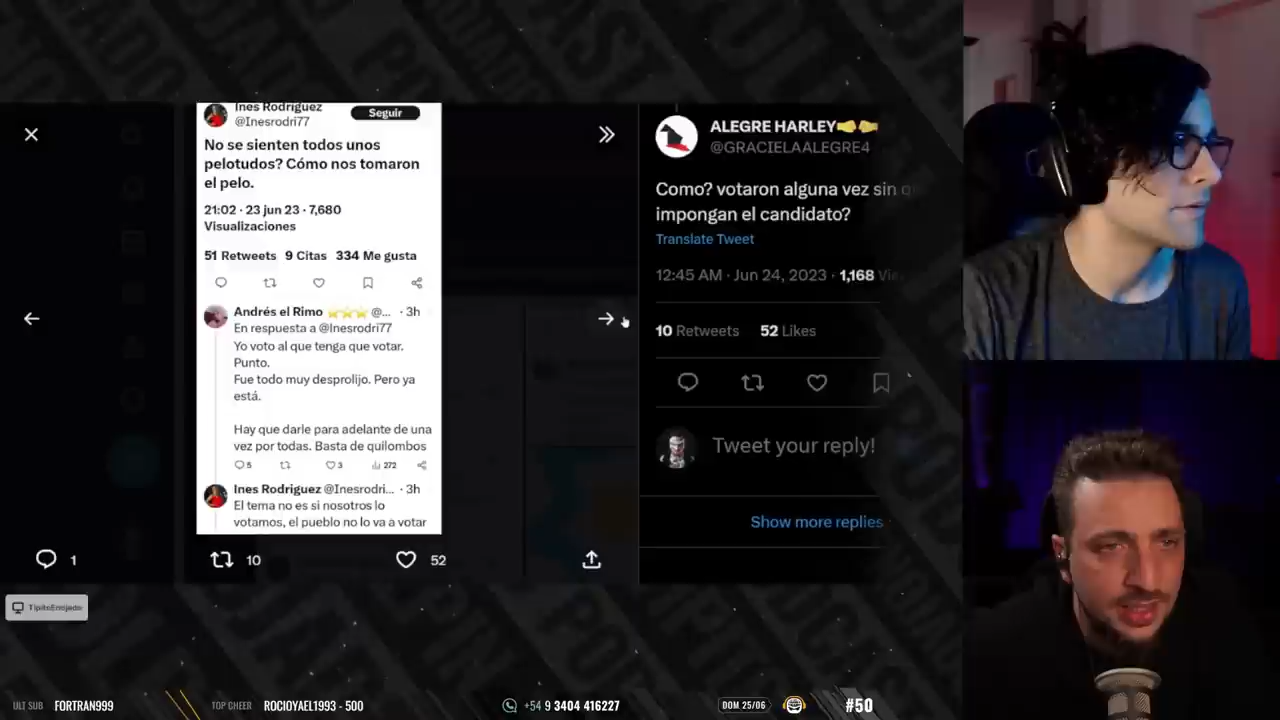 Ines Rodriguez
@Inesrodri77
Seguir
No se sienten todos unos
pelotudos? Cómo nos tomaron
el pelo.
21:02 · 23 jun 23 · 7,680
Visualizaciones
51 Retweets 9 Citas 334 Me gusta
Andrés el Rimo ⭐⭐⭐ @... · 3h
En respuesta a @Inesrodri77
Yo voto al que tenga que votar.
Punto.
Fue todo muy desprolijo. Pero ya
está.
Hay que darle para adelante de una
vez por todas. Basta de quilombos
5 3 272
Ines Rodriguez @Inesrodri... · 3h
El tema no es si nosotros lo
votamos, el pueblo no lo va a votar
1 10 52
ALEGRE HARLEY
@GRACIELAALEGRE4
Como? votaron alguna vez sin
impongan el candidato?
Translate Tweet
12:45 AM · Jun 24, 2023 · 1,168
10 Retweets 52 Likes
Tweet your reply!
Show more replies
TipitoEnojado
ULT SUB FORTRAN999
TOP CHEER ROCIOYAEL1993 - 500
+54 9 3404 416227
DOM 25/06
#50